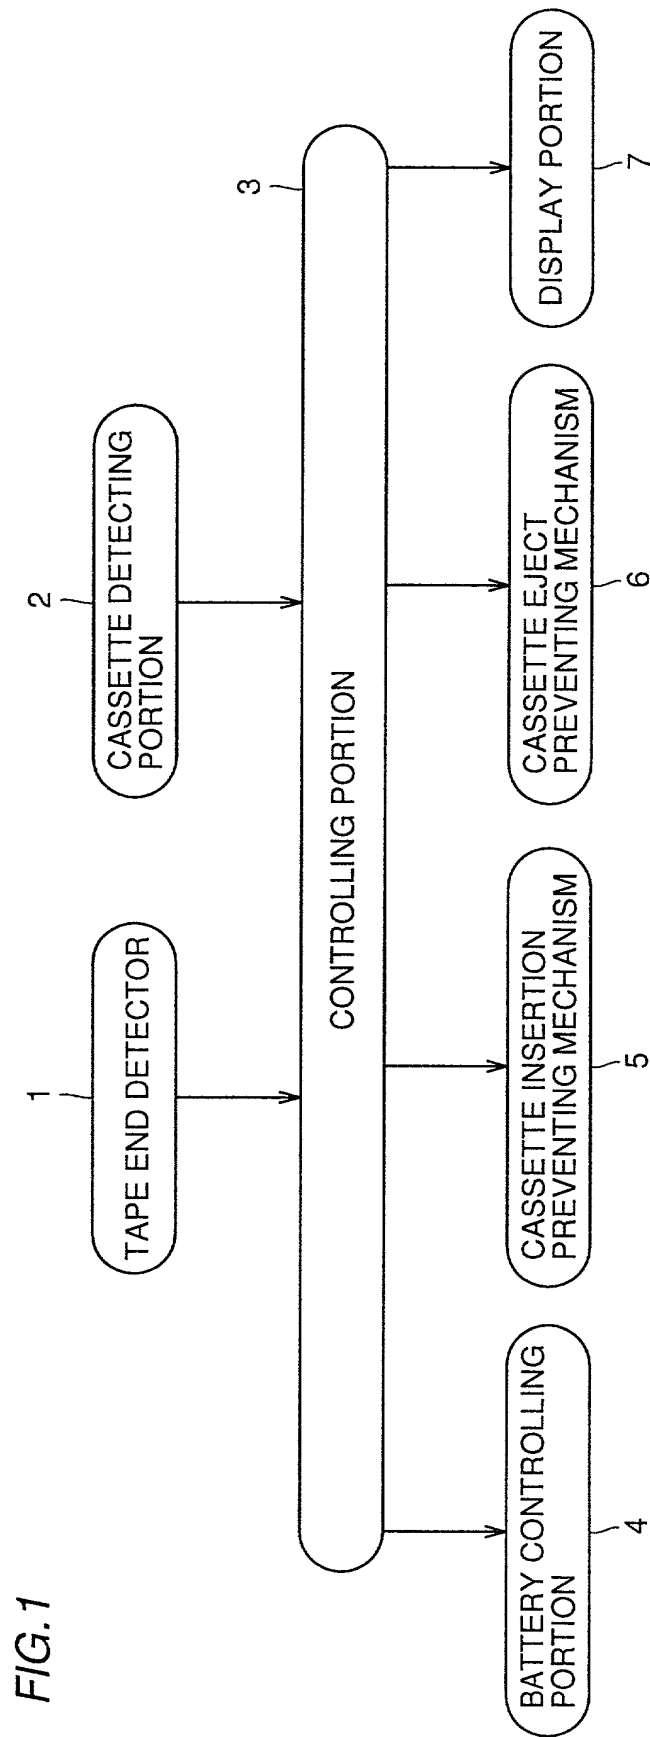 FIG.1
1
TAPE END DETECTOR
2
CASSETTE DETECTING
PORTION
3
CONTROLLING PORTION
BATTERY CONTROLLING
PORTION
4
CASSETTE INSERTION
PREVENTING MECHANISM
5
CASSETTE EJECT
PREVENTING MECHANISM
6
DISPLAY PORTION
7